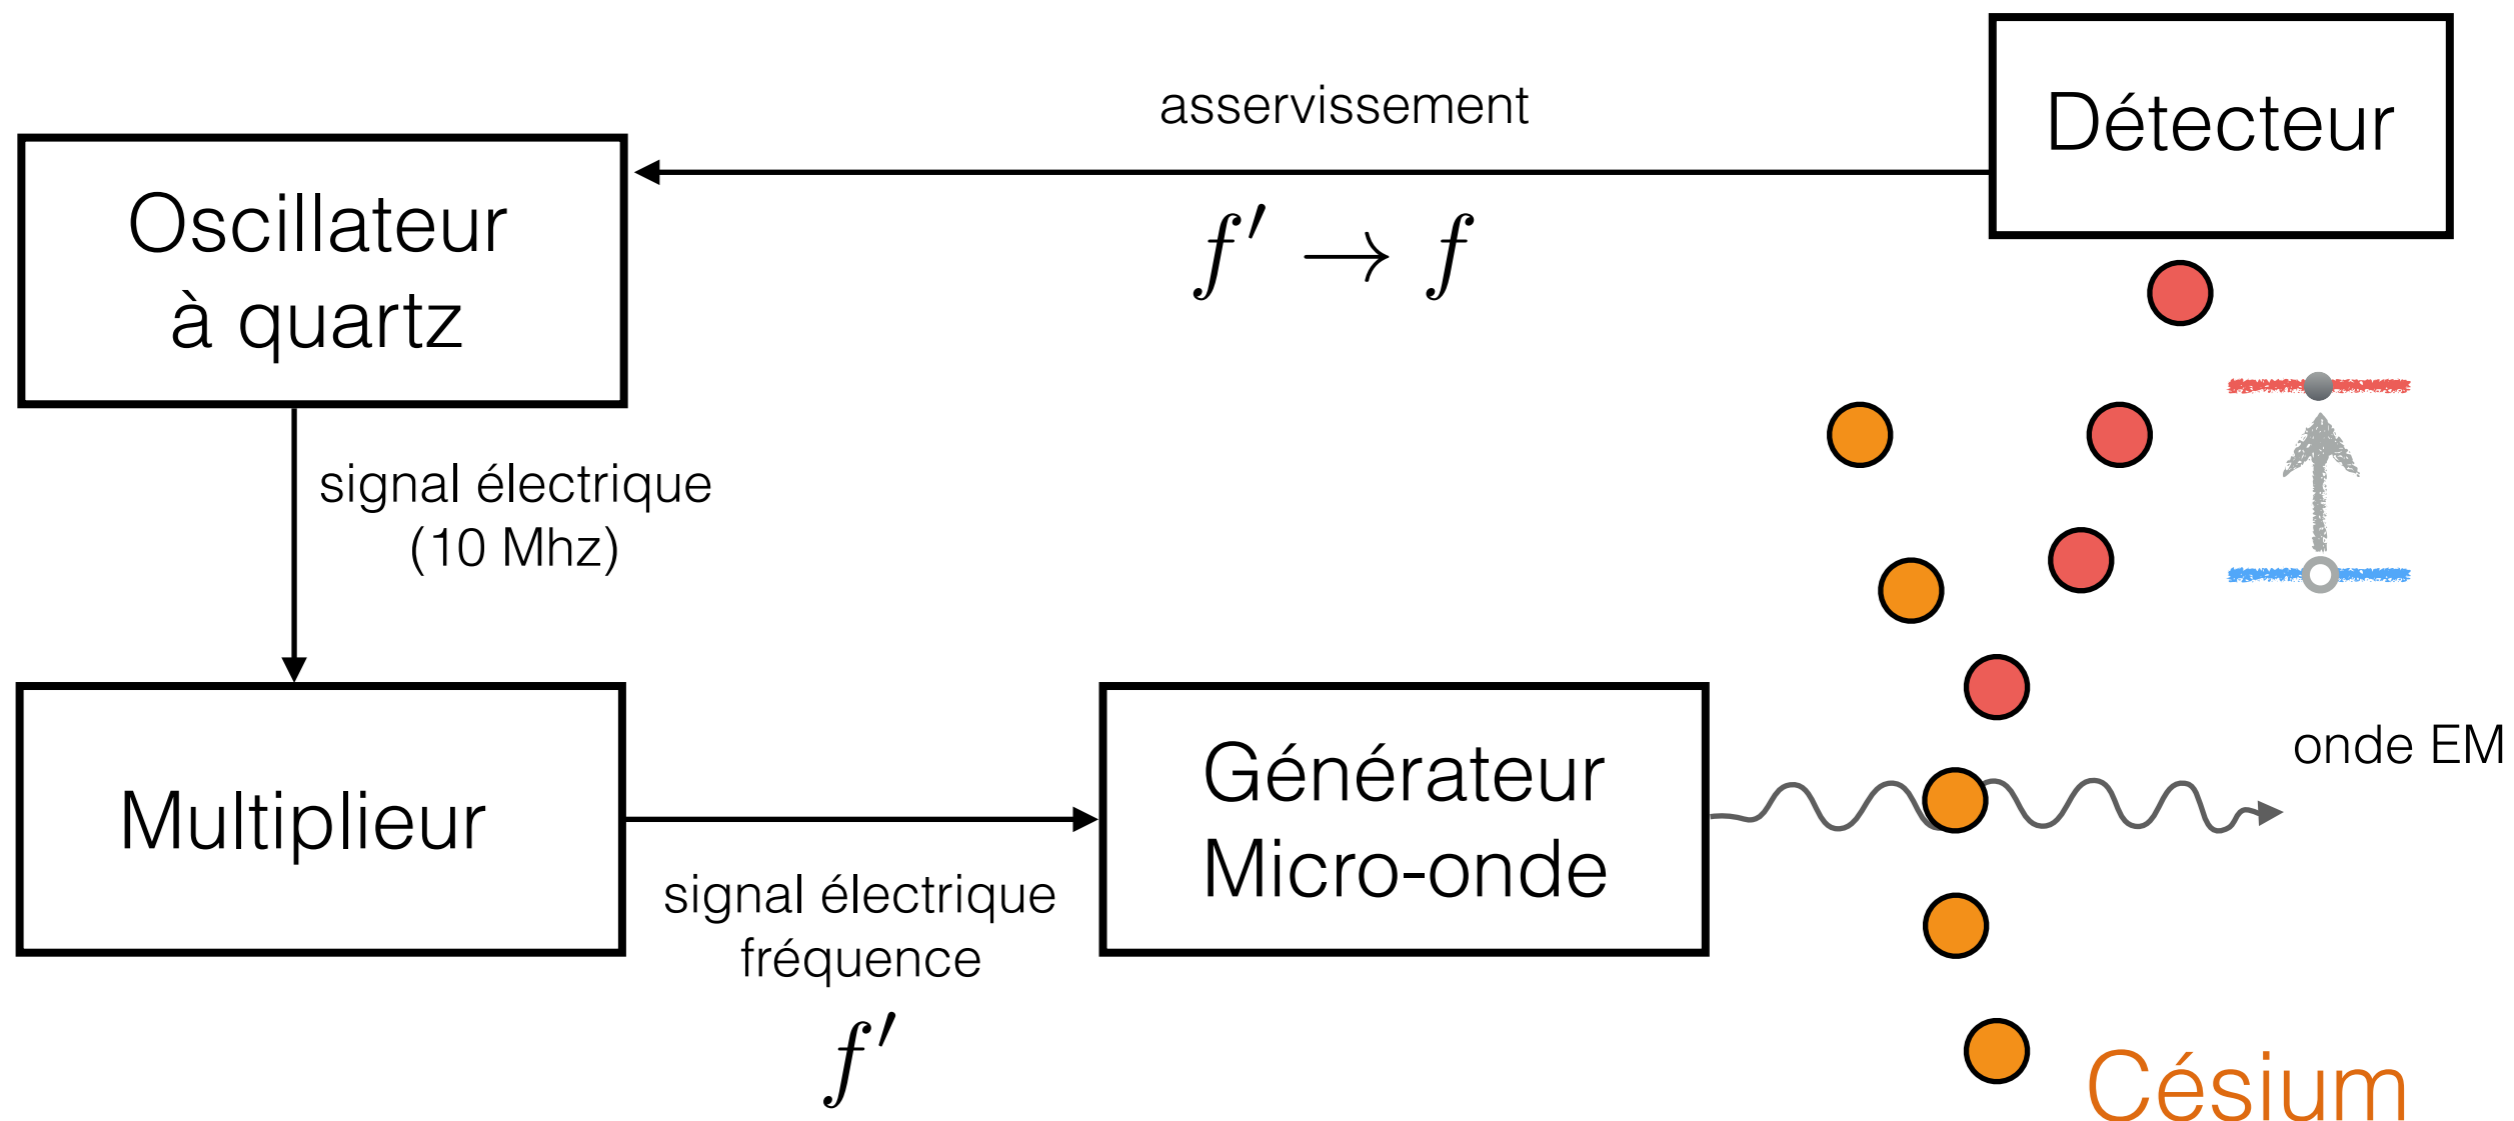 Détecteur
asservissement
f′ → f
Oscillateur
à quartz
signal électrique
(10 Mhz)
Multiplieur
signal électrique
fréquence
f′
Générateur
Micro-onde
onde EM
Césium